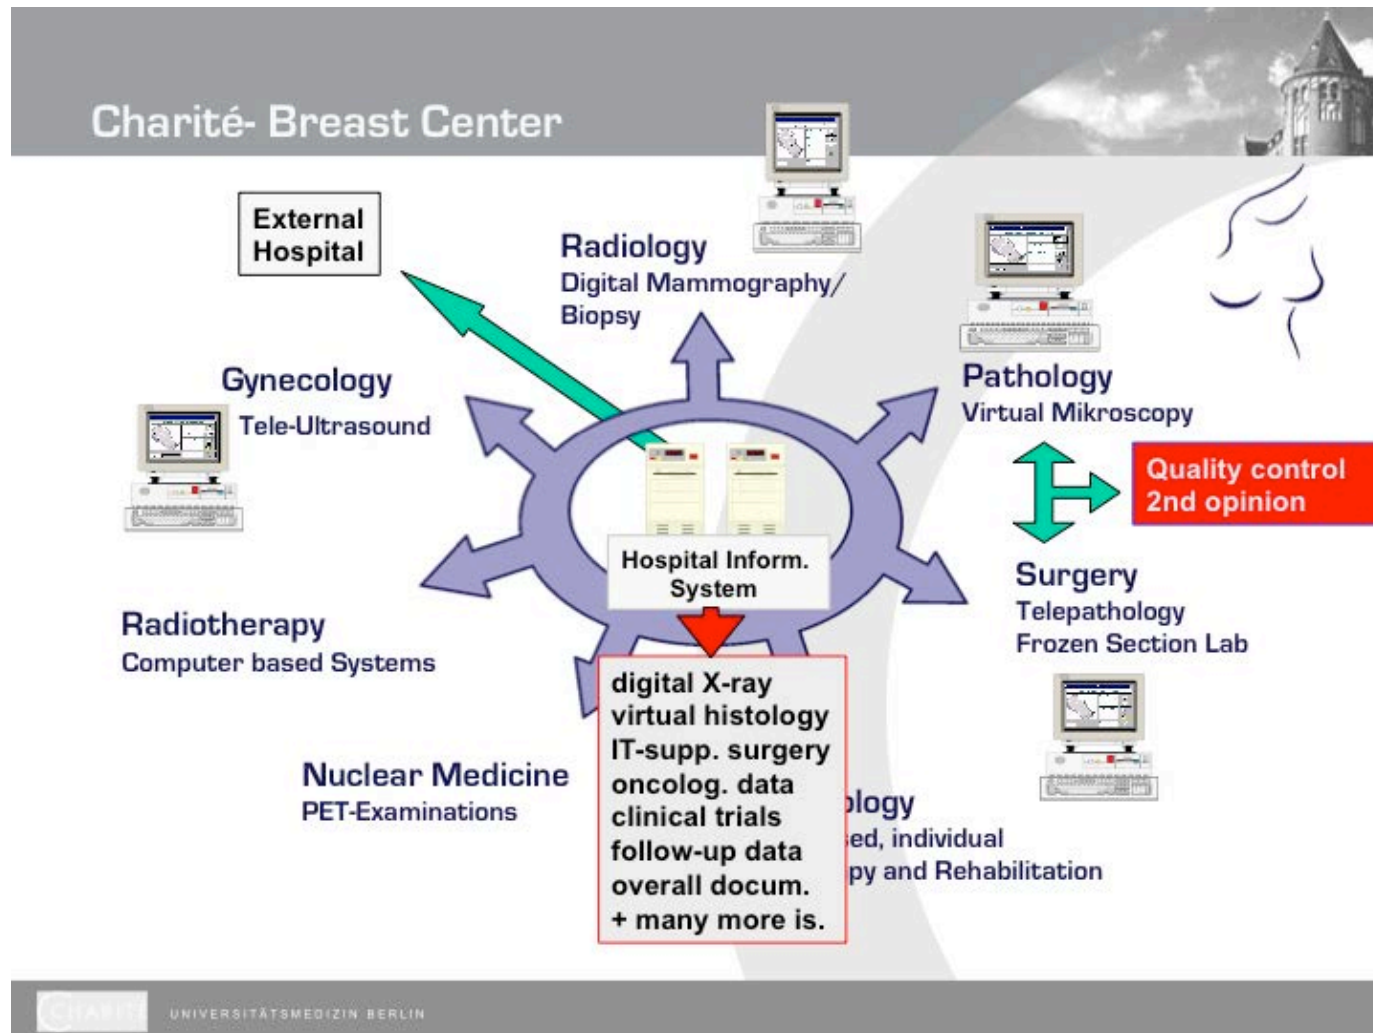 Charité- Breast Center
External
Hospital
Radiology
Digital Mammography/
Biopsy
Gynecology
Tele-Ultrasound
Pathology
Virtual Mikroscopy
Quality control
2nd opinion
Hospital Inform.
System
Surgery
Telepathology
Frozen Section Lab
Radiotherapy
Computer based Systems
digital X-ray
virtual histology
IT-supp. surgery
oncolog. data
clinical trials
follow-up data
overall docum.
+ many more is.
Nuclear Medicine
PET-Examinations
individual
and Rehabilitation
CHARITÉ UNIVERSITÄTSMEDIZIN BERLIN